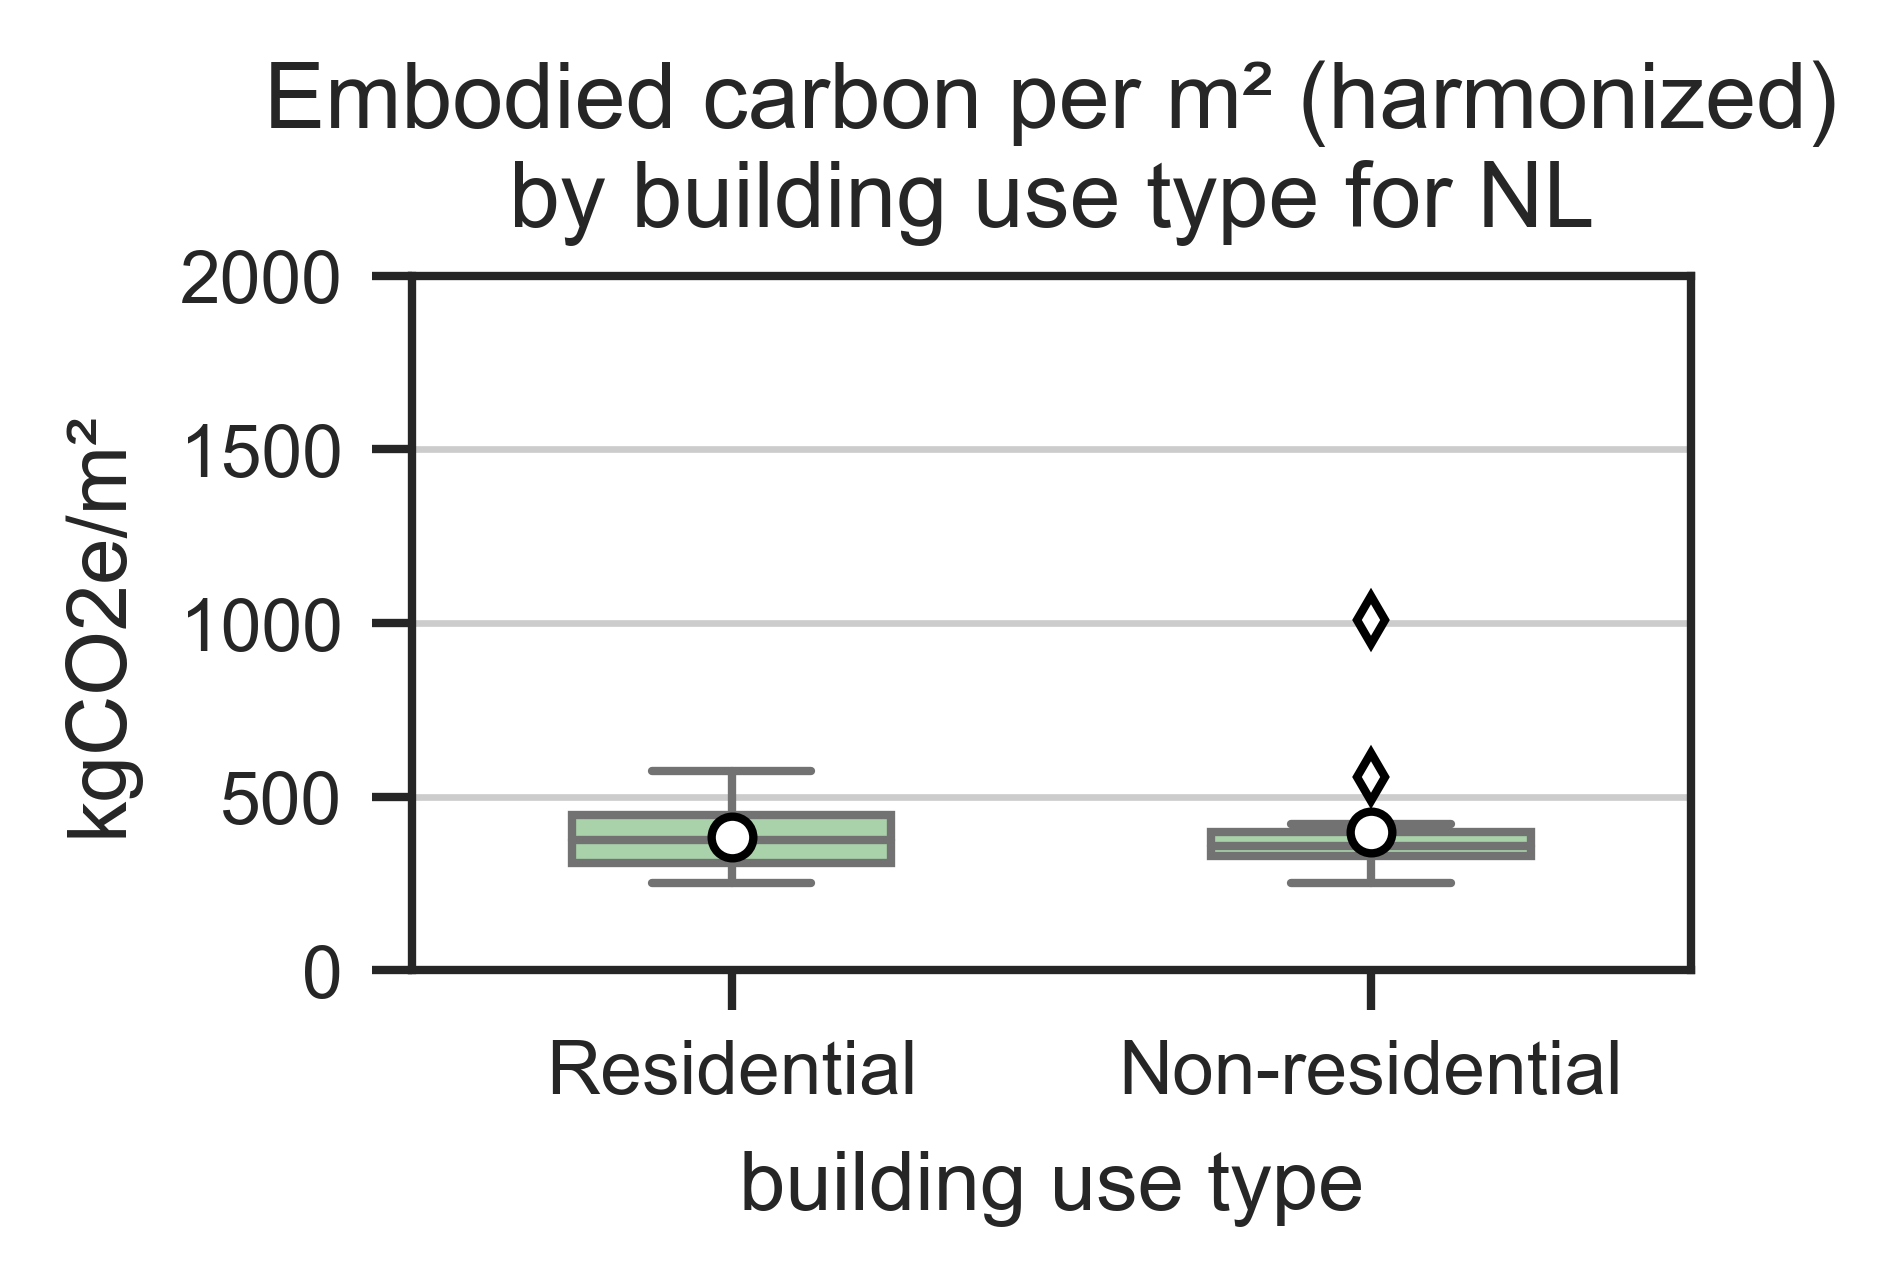 Embodied carbon per m² (harmonized)
by building use type for NL
kgCO2e/m²
2000
1500
1000
500
0
Residential
Non-residential
building use type